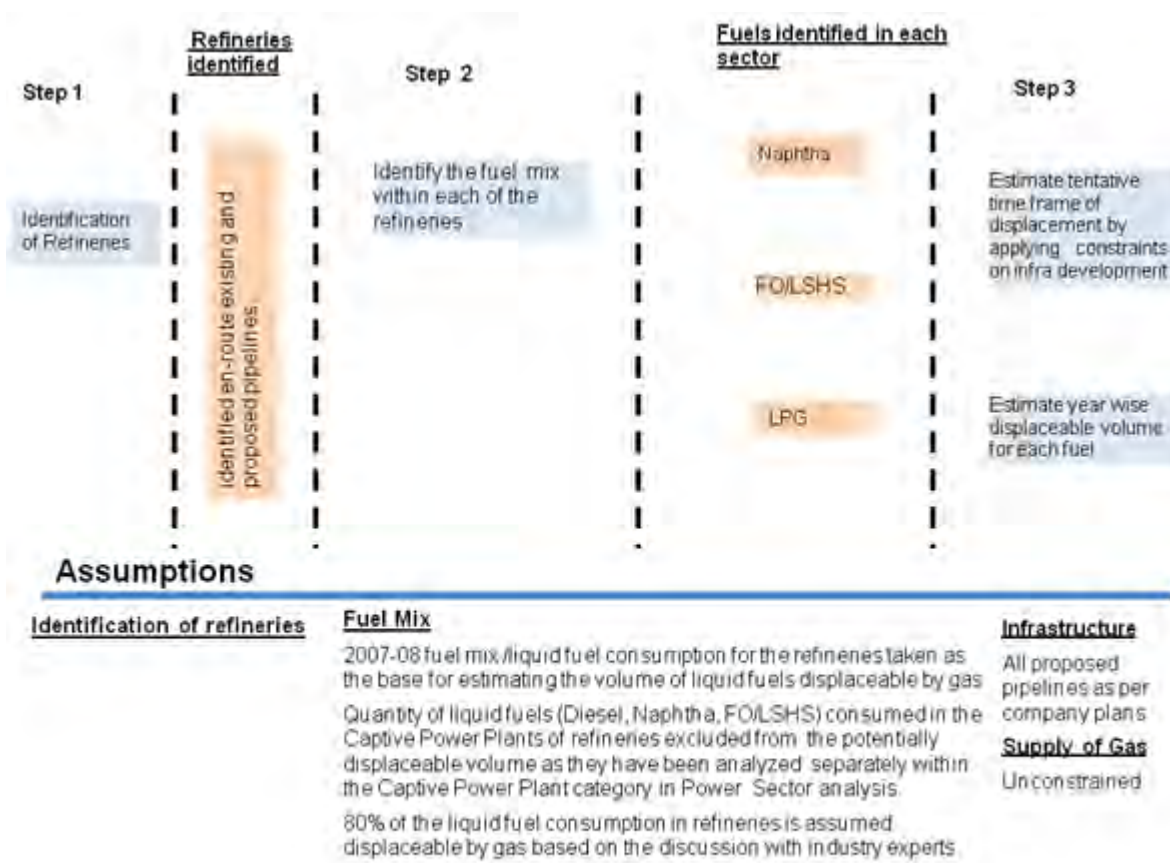 Step 1
Refineries
identified
Step 2
Fuels identified in each
sector
Step 3
Identification
of Refineries
identified en-route existing and
proposed pipelines
Identify the fuel mix
within each of the
refineries
Naphtha
FO/LSHS
LPG
Estimate tentative
time frame of
displacement by
applying constraints
on infra development
Estimate year wise
displaceable volume
for each fuel
Assumptions
Identification of refineries
Fuel Mix
2007-08 fuel mix/liquid fuel consumption for the refineries taken as
the base for estimating the volume of liquid fuels displaceable by gas
Quantity of liquid fuels (Diesel, Naphtha, FO/LSHS) consumed in the
Captive Power Plants of refineries excluded from the potentially
displaceable volume as they have been analyzed separately within
the Captive Power Plant category in Power Sector analysis.
80% of the liquid fuel consumption in refineries is assumed
displaceable by gas based on the discussion with industry experts
Infrastructure
All proposed
pipelines as per
company plans
Supply of Gas
Unconstrained